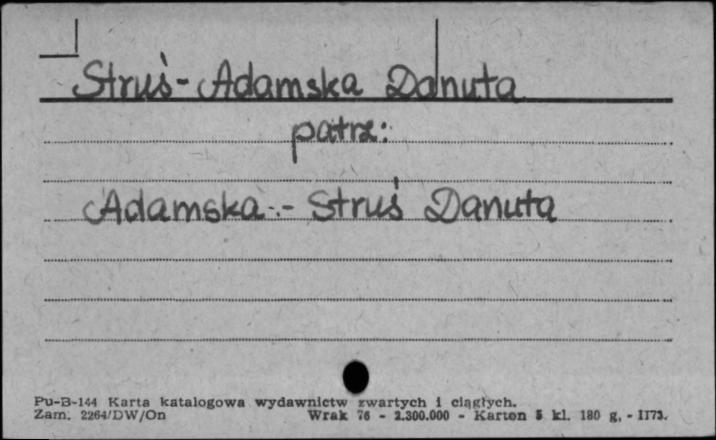 Struś-Adamska Danuta
patrz:
Adamska-Struś Danuta
Pu-B-144 Karta katalogowa wydawnictw zwartych i ciągłych.
Zam. 2264/DW/On Wrak 76 - 2.300.000 - Karton 5 kl. 180 g. - II73.